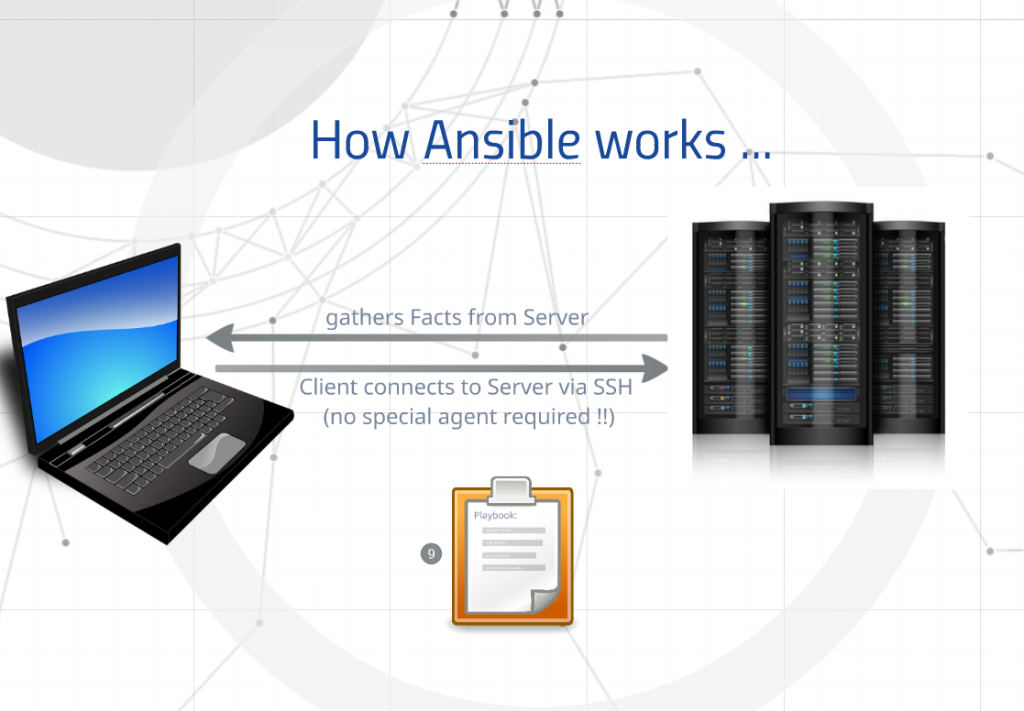 How Ansible works ...
gathers Facts from Server
Client connects to Server via SSH
(no special agent required !!)
Playbook:
9